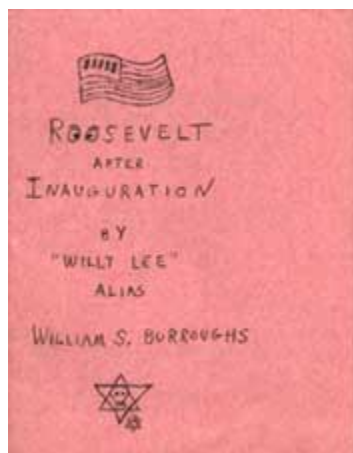 ROOSEVELT
AFTER
INAUGURATION
BY
"WILLY LEE"
ALIAS
WILLIAM S. BURROUGHS